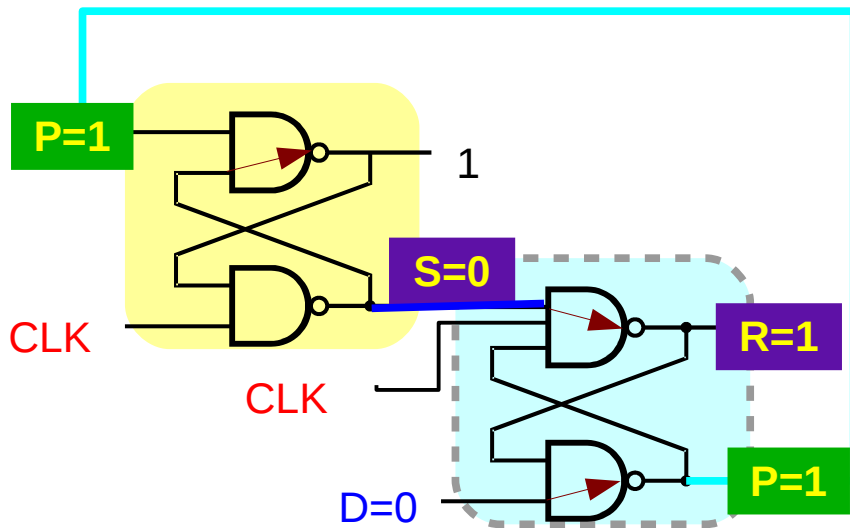 P=1
1
S=0
CLK
R=1
CLK
P=1
D=0